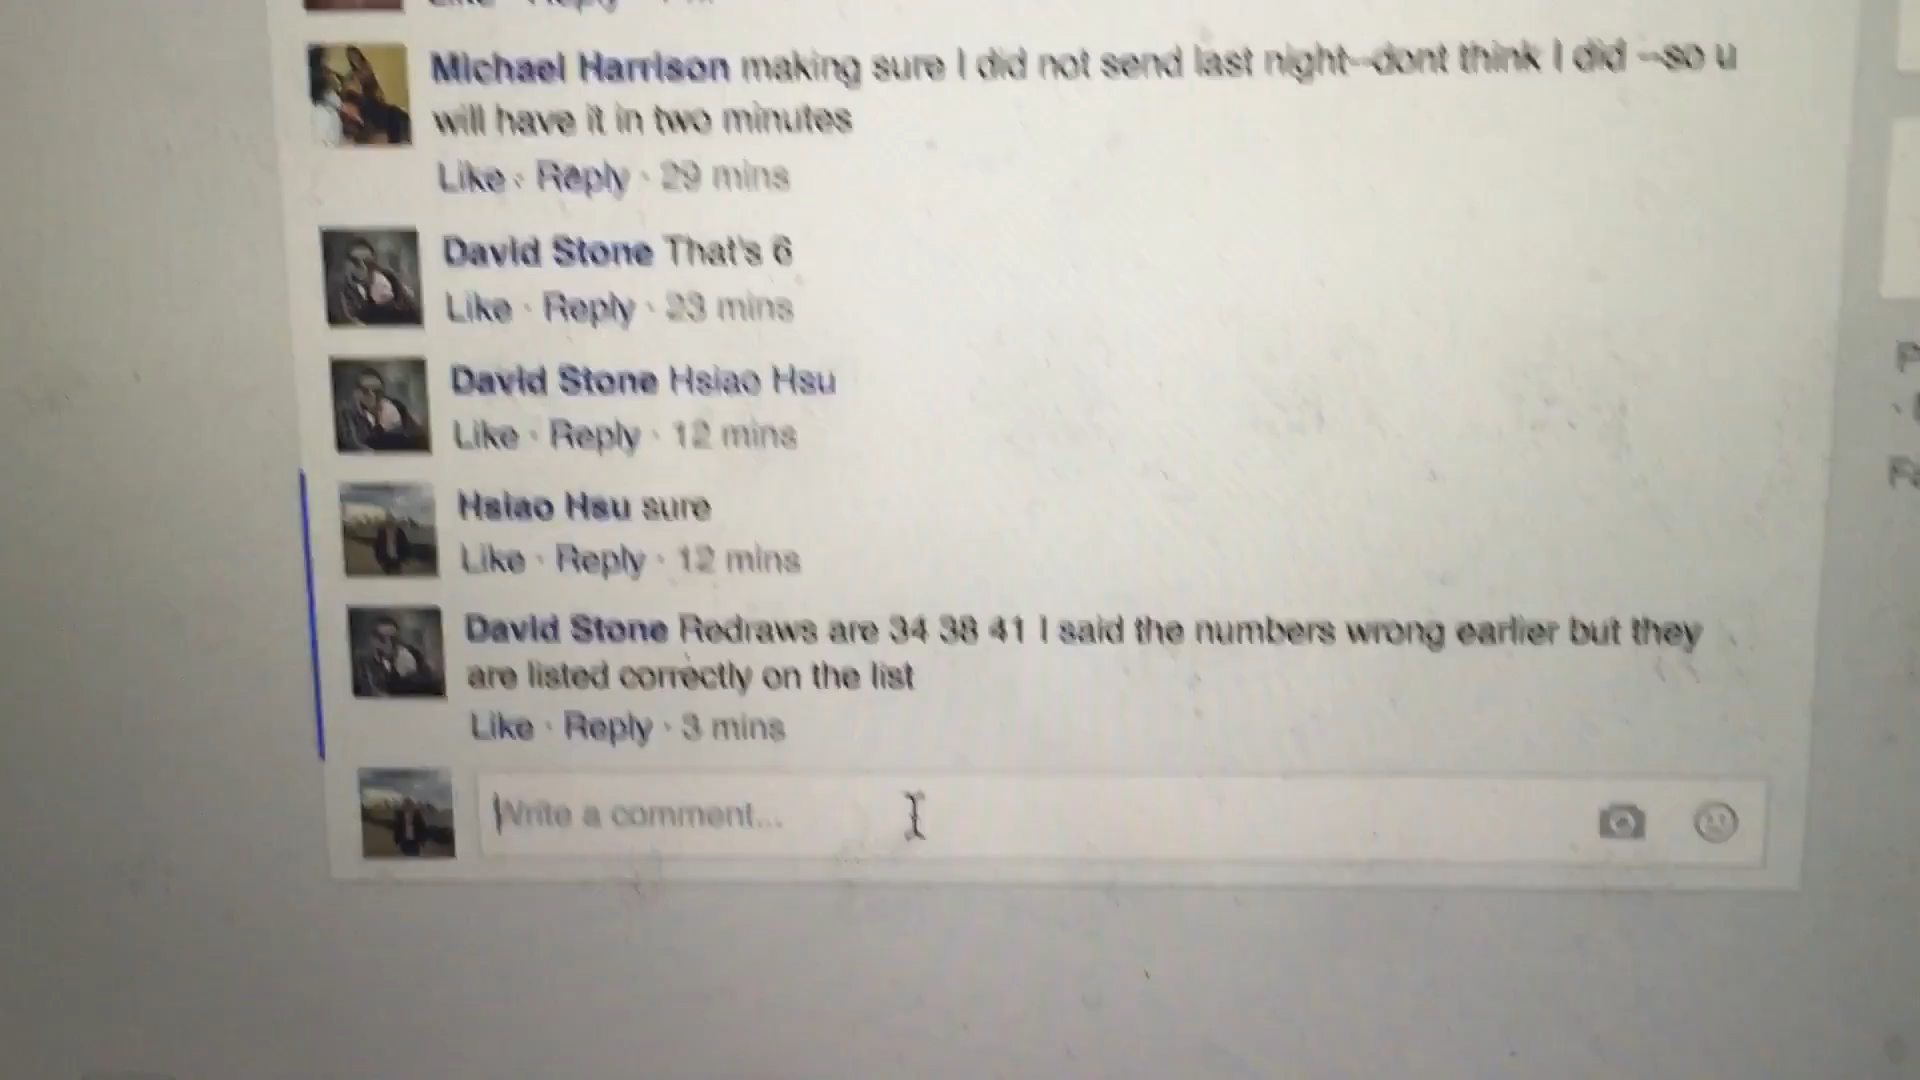 Michael Harrison making sure I did not send last night--dont think I did --so u
will have it in two minutes
Like · Reply · 29 mins
David Stone That's 6
Like · Reply · 23 mins
David Stone Hsiao Hsu
Like · Reply · 12 mins
Hsiao Hsu sure
Like · Reply · 12 mins
David Stone Redraws are 34 38 41 I said the numbers wrong earlier but they
are listed correctly on the list
Like · Reply · 3 mins
Write a comment...